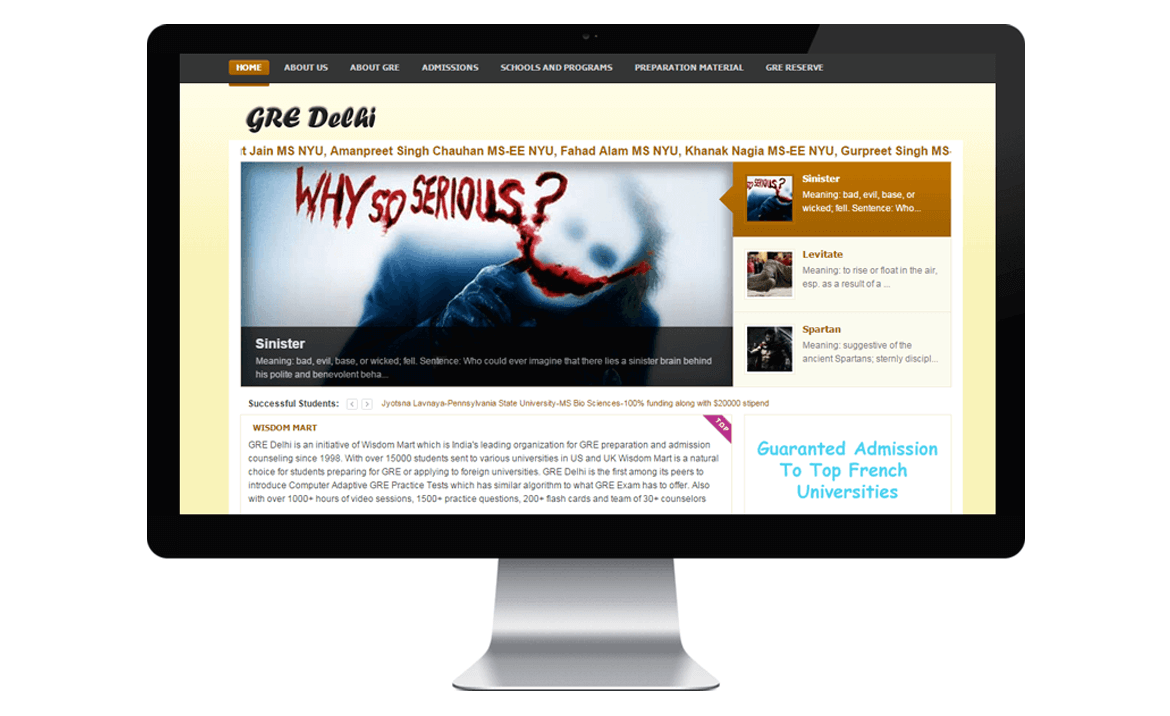 HOME ABOUT US ABOUT GRE ADMISSIONS SCHOOLS AND PROGRAMS PREPARATION MATERIAL GRE RESERVE
GRE Delhi
t Jain MS NYU, Amanpreet Singh Chauhan MS-EE NYU, Fahad Alam MS NYU, Khanak Nagia MS-EE NYU, Gurpreet Singh MS-
WHY SO SERIOUS?
Sinister
Meaning: bad, evil, base, or wicked; fell. Sentence: Who could ever imagine that there lies a sinister brain behind
his polite and benevolent beha...
Sinister
Meaning: bad, evil, base, or
wicked; fell. Sentence: Who...
Levitate
Meaning: to rise or float in the air,
esp. as a result of a ...
Spartan
Meaning: suggestive of the
ancient Spartans; sternly discipl...
Successful Students: < > Jyotsna Lavnaya-Pennsylvania State University-MS Bio Sciences-100% funding along with $20000 stipend
TOP
WISDOM MART
GRE Delhi is an initiative of Wisdom Mart which is India's leading organization for GRE preparation and admission
counseling since 1998. With over 15000 students sent to various universities in US and UK Wisdom Mart is a natural
choice for students preparing for GRE or applying to foreign universities. GRE Delhi is the first among its peers to
introduce Computer Adaptive GRE Practice Tests which has similar algorithm to what GRE Exam has to offer. Also
with over 1000+ hours of video sessions, 1500+ practice questions, 200+ flash cards and team of 30+ counselors
Guaranted Admission
To Top French
Universities